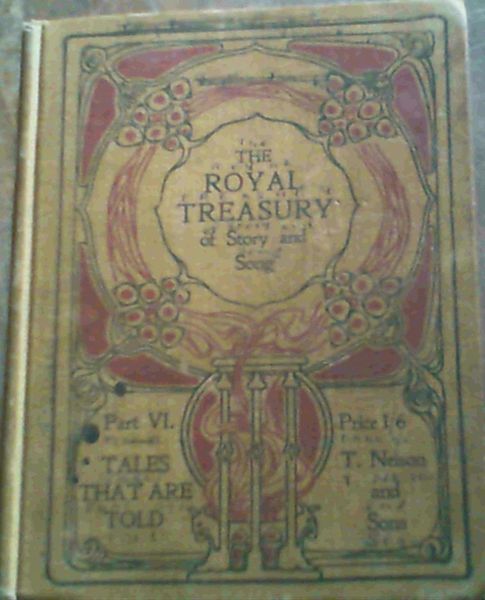 THE
ROYAL
TREASURY
of Story and
Song
Part VI.
TALES
THAT ARE
TOLD
Price 1/6
T. Nelson
and
Sons